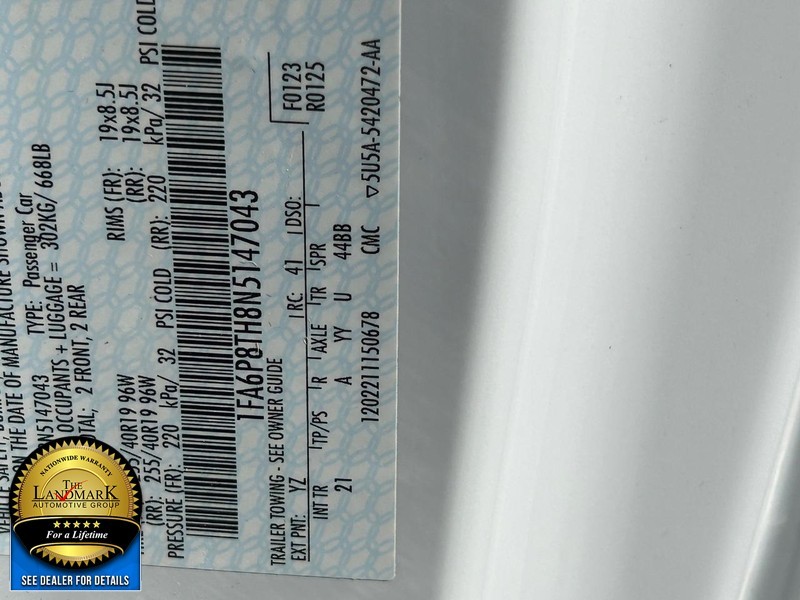 ON THE DATE OF MANUFACTURE SHOWN
N5147043 TYPE: Passenger Car
OCCUPANTS + LUGGAGE = 302KG/ 668LB
2 FRONT, 2 REAR
255/40R19 96W RIMS (FR): 19x8.5J
(RR): 255/40R19 96W (RR): 19x8.5J
PRESSURE (FR): 220 kPa/ 32 PSI COLD (RR): 220 kPa/ 32 PSI COLD
1FA6P8TH8N5147043
TRAILER TOWING - SEE OWNER GUIDE F0123
EXT PNT: YZ RC: 41 DSO: R0125
INT TR TP/PS R AXLE TR SPR
21 A YY U 44BB
1202211150678 CMC ▽5U5A-5420472-AA
NATIONWIDE WARRANTY
THE
LANDMARK
AUTOMOTIVE GROUP
For a Lifetime
SEE DEALER FOR DETAILS